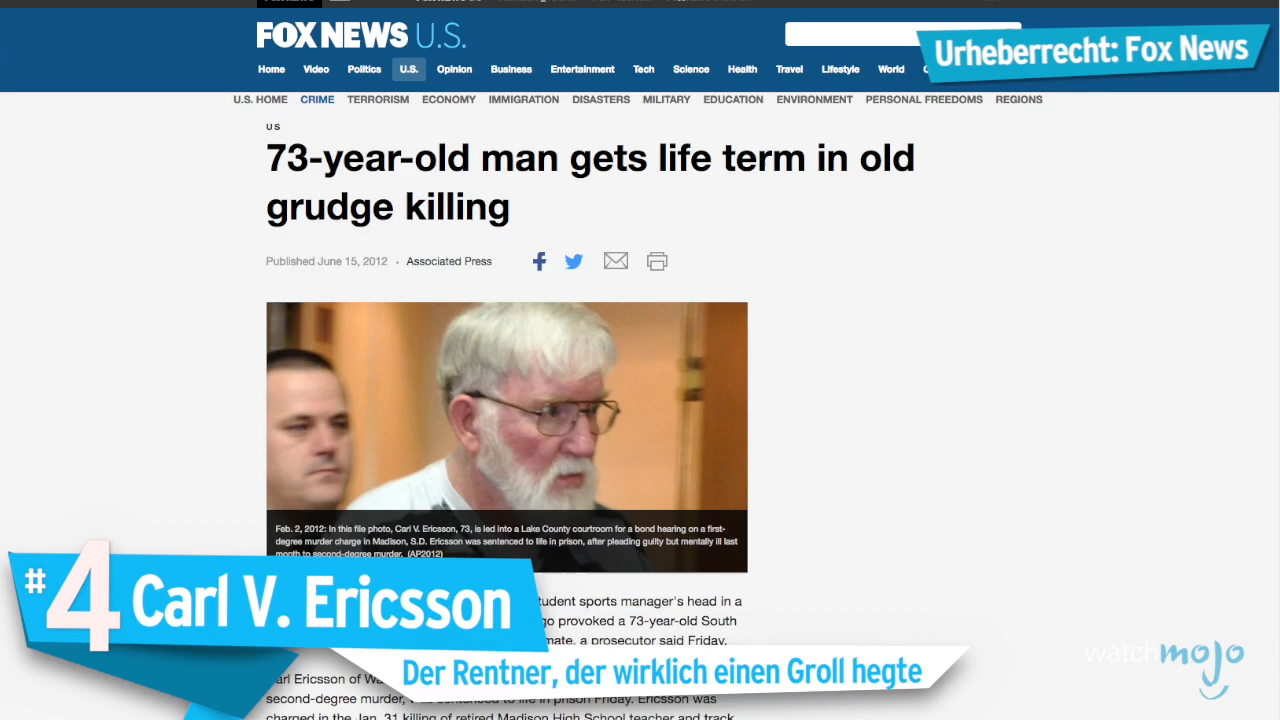 FOX NEWS U.S.
Urheberrecht: Fox News
Home Video Politics U.S. Opinion Business Entertainment Tech Science Health Travel Lifestyle World
U.S. HOME CRIME TERRORISM ECONOMY IMMIGRATION DISASTERS MILITARY EDUCATION ENVIRONMENT PERSONAL FREEDOMS REGIONS
US
73-year-old man gets life term in old
grudge killing
Published June 15, 2012 · Associated Press
Feb. 2, 2012: In this file photo, Carl V. Ericsson, 73, is led into a Lake County courtroom for a bond hearing on a first-
degree murder charge in Madison, S.D. Ericsson was sentenced to life in prison, after pleading guilty but mentally ill last
month to second-degree murder. (AP2012)
#4 Carl V. Ericsson
student sports manager's head in a
go provoked a 73-year-old South
mate, a prosecutor said Friday.
Der Rentner, der wirklich einen Groll hegte
watchmojo
Carl Ericsson of
second-degree murder, was sentenced to life in prison Friday. Ericsson was
charged in the Jan. 31 killing of retired Madison High School teacher and track